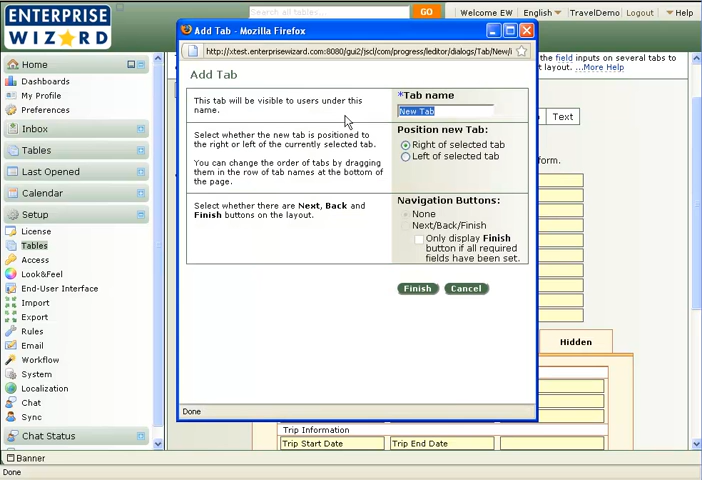 ENTERPRISE
WIZARD
Search all tables...
GO
Welcome EW
English
TravelDemo
Logout
Help
Add Tab - Mozilla Firefox
http://xtest.enterprisewizard.com:8080/gui2/jscl/com/progress/leditor/dialogs/Tab/New/i
Home
Dashboards
My Profile
Preferences
Inbox
Tables
Last Opened
Calendar
Setup
License
Tables
Access
Look&Feel
End-User Interface
Import
Export
Rules
Email
Workflow
System
Localization
Chat
Sync
Chat Status
Banner
Done
Add Tab
This tab will be visible to users under this
name.
*Tab name
New Tab
Select whether the new tab is positioned to
the right or left of the currently selected tab.
You can change the order of tabs by dragging
them in the row of tab names at the bottom of
the page.
Position new Tab:
Right of selected tab
Left of selected tab
Select whether there are Next, Back and
Finish buttons on the layout.
Navigation Buttons:
None
Next/Back/Finish
Only display Finish
button if all required
fields have been set.
Finish
Cancel
Done
the field inputs on several tabs to
layout. ...More Help
Text
form.
Hidden
Trip Information
Trip Start Date
Trip End Date